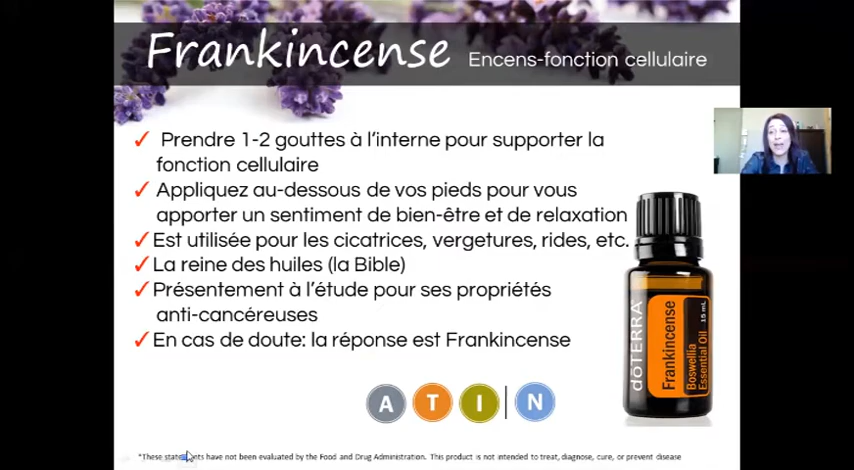 Frankincense Encens-fonction cellulaire
✓ Prendre 1-2 gouttes à l'interne pour supporter la
fonction cellulaire
✓ Appliquez au-dessous de vos pieds pour vous
apporter un sentiment de bien-être et de relaxation
✓ Est utilisée pour les cicatrices, vergetures, rides, etc.
✓ La reine des huiles (la Bible)
✓ Présentement à l'étude pour ses propriétés
anti-cancéreuses
✓ En cas de doute: la réponse est Frankincense
dōTERRA®
Frankincense
Boswellia
Essential Oil
15 mL
A T I | N
*These statements have not been evaluated by the Food and Drug Administration. This product is not intended to treat, diagnose, cure, or prevent disease